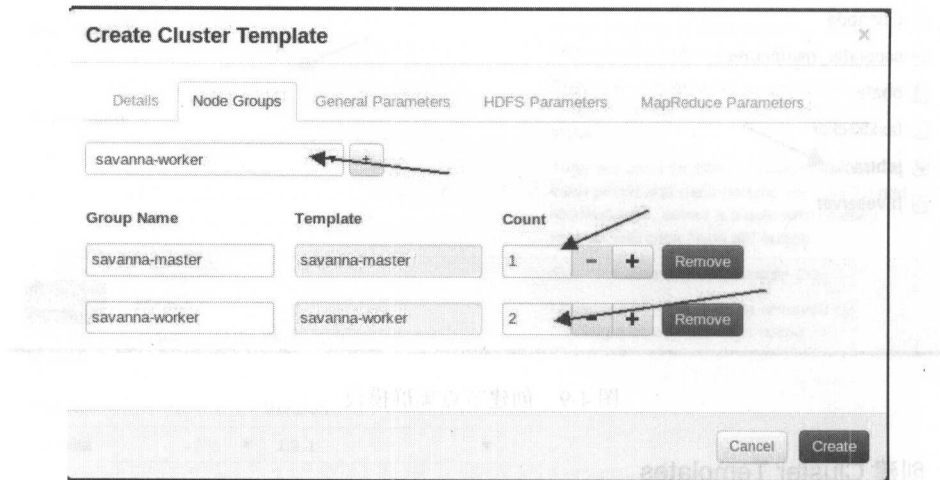 Create Cluster Template ×
Details Node Groups General Parameters HDFS Parameters MapReduce Parameters
savanna-worker +
Group Name Template Count
savanna-master savanna-master 1 - + Remove
savanna-worker savanna-worker 2 - + Remove
Cancel Create